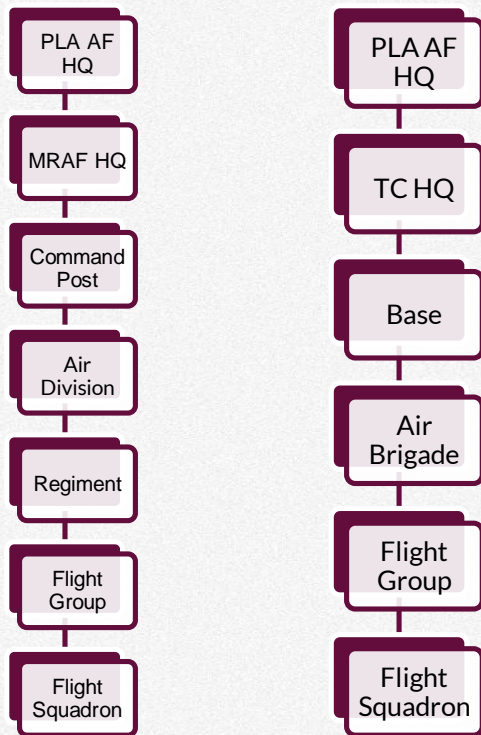 PLA AF
HQ
MRAF HQ
Command
Post
Air
Division
Regiment
Flight
Group
Flight
Squadron
PLA AF
HQ
TC HQ
Base
Air
Brigade
Flight
Group
Flight
Squadron